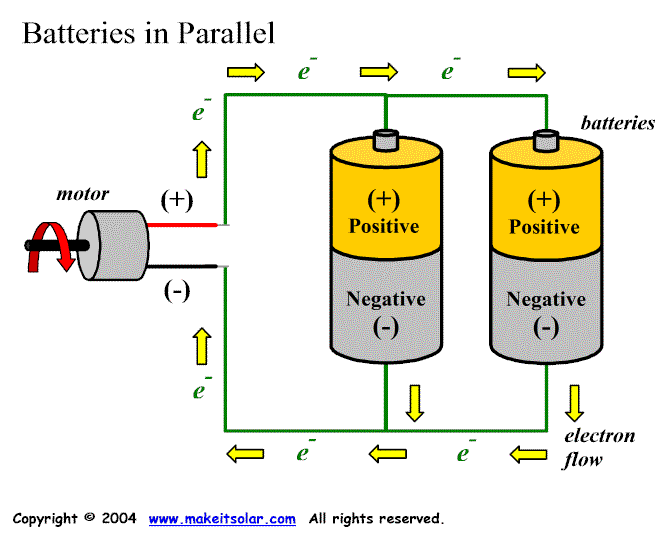 Batteries in Parallel
e-
e-
e-
batteries
motor
(+)
(+)
Positive
(+)
Positive
(-)
Negative
(-)
Negative
(-)
e-
e-
e-
electron
flow
Copyright © 2004 www.makeitsolar.com All rights reserved.